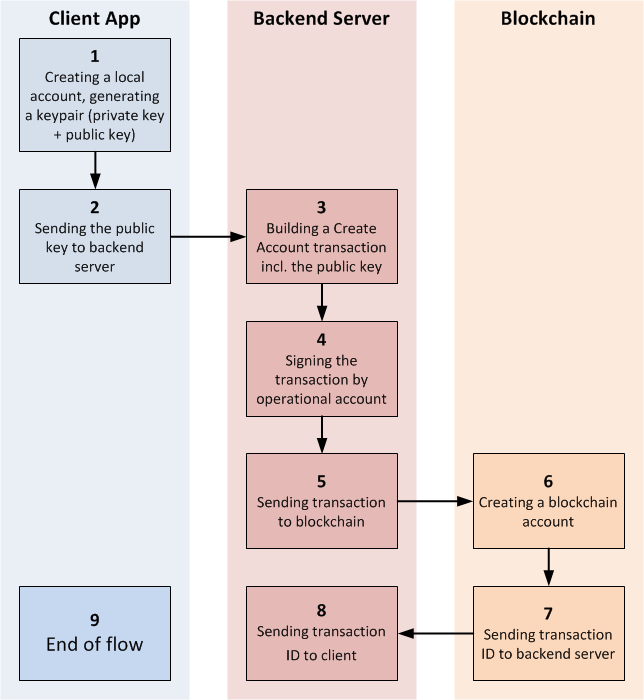 Client App
Backend Server
Blockchain
1
Creating a local
account, generating
a keypair (private key
+ public key)
2
Sending the public
key to backend
server
3
Building a Create
Account transaction
incl. the public key
4
Signing the
transaction by
operational account
5
Sending transaction
to blockchain
6
Creating a blockchain
account
7
Sending transaction
ID to backend server
8
Sending transaction
ID to client
9
End of flow